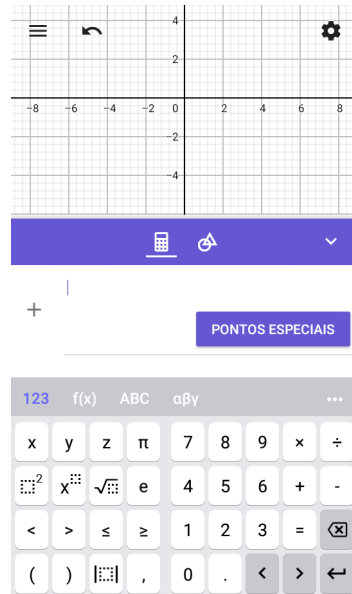 4
2
-8 -6 -4 -2 0 2 4 6 8
-2
-4
+
PONTOS ESPECIAIS
123 f(x) ABC αβγ ...
x y z π 7 8 9 × ÷
² x √ e 4 5 6 + -
< > ≤ ≥ 1 2 3 =
( ) | | , 0 . < >